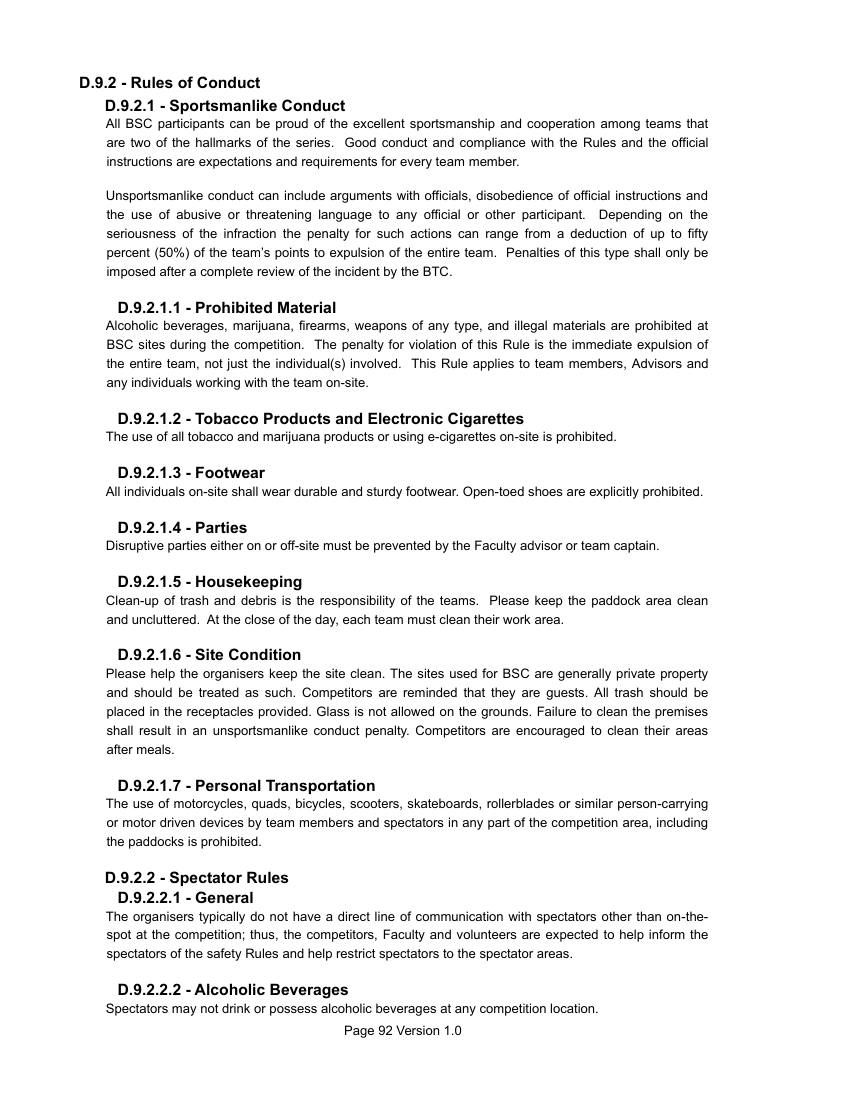 D.9.2 - Rules of Conduct
D.9.2.1 - Sportsmanlike Conduct
All BSC participants can be proud of the excellent sportsmanship and cooperation among teams that
are two of the hallmarks of the series.  Good conduct and compliance with the Rules and the official
instructions are expectations and requirements for every team member.
Unsportsmanlike conduct can include arguments with officials, disobedience of official instructions and
the use of abusive or threatening language to any official or other participant.  Depending on the
seriousness of the infraction the penalty for such actions can range from a deduction of up to fifty
percent (50%) of the team’s points to expulsion of the entire team.  Penalties of this type shall only be
imposed after a complete review of the incident by the BTC.
D.9.2.1.1 - Prohibited Material
Alcoholic beverages, marijuana, firearms, weapons of any type, and illegal materials are prohibited at
BSC sites during the competition.  The penalty for violation of this Rule is the immediate expulsion of
the entire team, not just the individual(s) involved.  This Rule applies to team members, Advisors and
any individuals working with the team on-site.
D.9.2.1.2 - Tobacco Products and Electronic Cigarettes
The use of all tobacco and marijuana products or using e-cigarettes on-site is prohibited.
D.9.2.1.3 - Footwear
All individuals on-site shall wear durable and sturdy footwear. Open-toed shoes are explicitly prohibited.
D.9.2.1.4 - Parties
Disruptive parties either on or off-site must be prevented by the Faculty advisor or team captain.
D.9.2.1.5 - Housekeeping
Clean-up of trash and debris is the responsibility of the teams.  Please keep the paddock area clean
and uncluttered.  At the close of the day, each team must clean their work area.
D.9.2.1.6 - Site Condition
Please help the organisers keep the site clean. The sites used for BSC are generally private property
and should be treated as such. Competitors are reminded that they are guests. All trash should be
placed in the receptacles provided. Glass is not allowed on the grounds. Failure to clean the premises
shall result in an unsportsmanlike conduct penalty. Competitors are encouraged to clean their areas
after meals.
D.9.2.1.7 - Personal Transportation
The use of motorcycles, quads, bicycles, scooters, skateboards, rollerblades or similar person-carrying
or motor driven devices by team members and spectators in any part of the competition area, including
the paddocks is prohibited.
D.9.2.2 - Spectator Rules
D.9.2.2.1 - General
The organisers typically do not have a direct line of communication with spectators other than on-the-
spot at the competition; thus, the competitors, Faculty and volunteers are expected to help inform the
spectators of the safety Rules and help restrict spectators to the spectator areas.
D.9.2.2.2 - Alcoholic Beverages
Spectators may not drink or possess alcoholic beverages at any competition location.
Page 92 Version 1.0